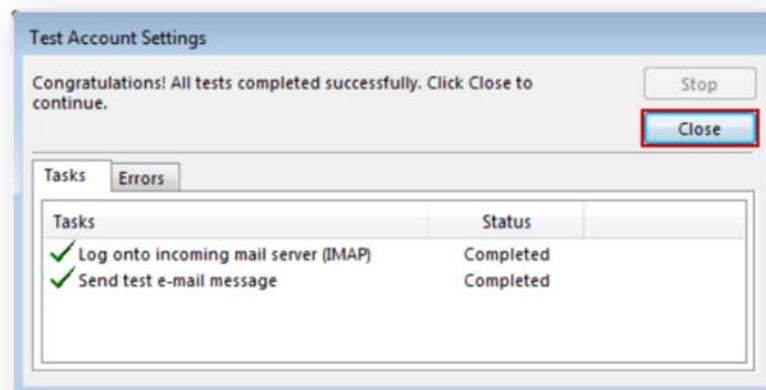 Test Account Settings
Congratulations! All tests completed successfully. Click Close to
continue.
Stop
Close
Tasks
Errors
Tasks Status
Log onto incoming mail server (IMAP) Completed
Send test e-mail message Completed